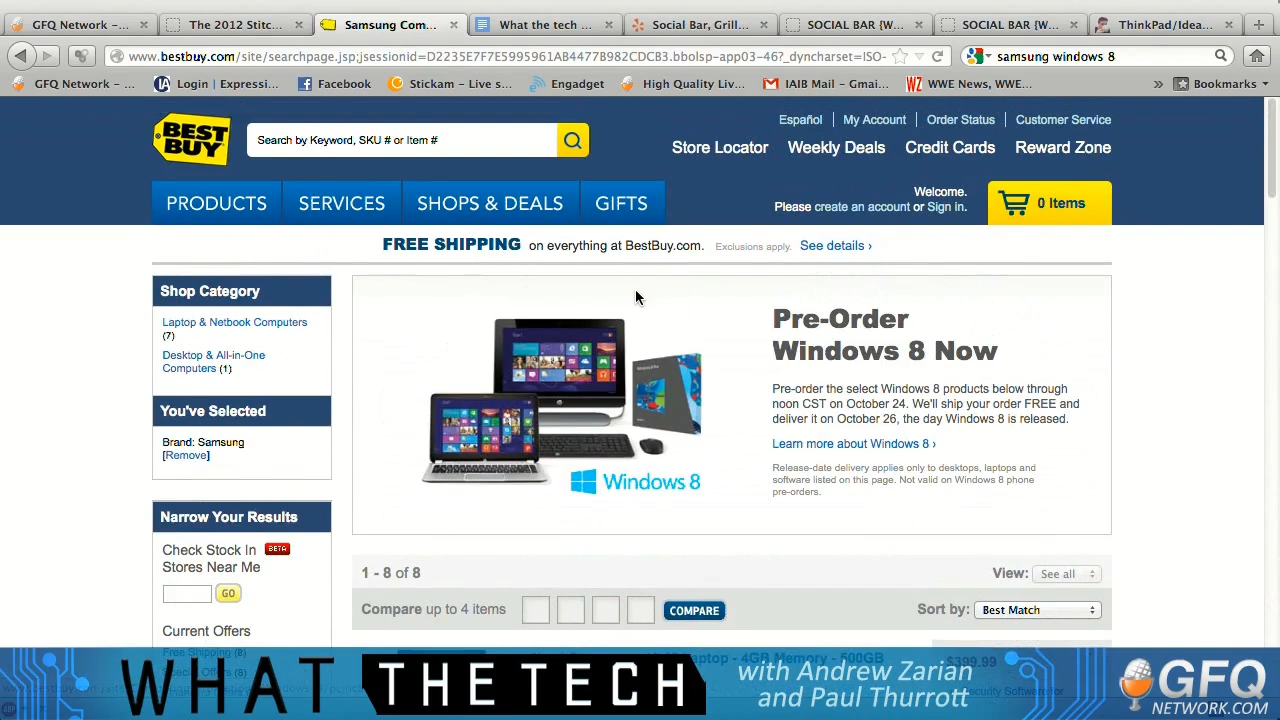 GFQ Network – ...
The 2012 Stitc...
Samsung Com...
What the tech ...
Social Bar, Grill...
SOCIAL BAR {W...
SOCIAL BAR {W...
ThinkPad/Idea...
www.bestbuy.com/site/searchpage.jsp;jsessionid=D2235E7F7E5995961AB4477B982CDCB3.bbolsp-app03-46?_dyncharset=ISO-
samsung windows 8
GFQ Network – ...
Login | Expressi...
Facebook
Stickam – Live s...
Engadget
High Quality Liv...
IAIB Mail – Gmai...
WWE News, WWE...
»
Bookmarks
BEST BUY
Search by Keyword, SKU # or Item #
Español
My Account
Order Status
Customer Service
Store Locator
Weekly Deals
Credit Cards
Reward Zone
PRODUCTS
SERVICES
SHOPS & DEALS
GIFTS
Welcome.
Please create an account or Sign in.
0 Items
FREE SHIPPING on everything at BestBuy.com. Exclusions apply. See details ›
Shop Category
Laptop & Netbook Computers
(7)
Desktop & All-in-One
Computers (1)
You've Selected
Brand: Samsung
[Remove]
Narrow Your Results
Check Stock In BETA
Stores Near Me
GO
Current Offers
Free Shipping (8)
Special Offers (8)
Windows 8
Pre-Order
Windows 8 Now
Pre-order the select Windows 8 products below through
noon CST on October 24. We'll ship your order FREE and
deliver it on October 26, the day Windows 8 is released.
Learn more about Windows 8 ›
Release-date delivery applies only to desktops, laptops and
software listed on this page. Not valid on Windows 8 phone
pre-orders.
1 - 8 of 8
View: See all
Compare up to 4 items
COMPARE
Sort by: Best Match
Laptop - 4GB Memory - 500GB
$399.99
WHAT THE TECH
with Andrew Zarian
and Paul Thurrott
GFQ
NETWORK.COM